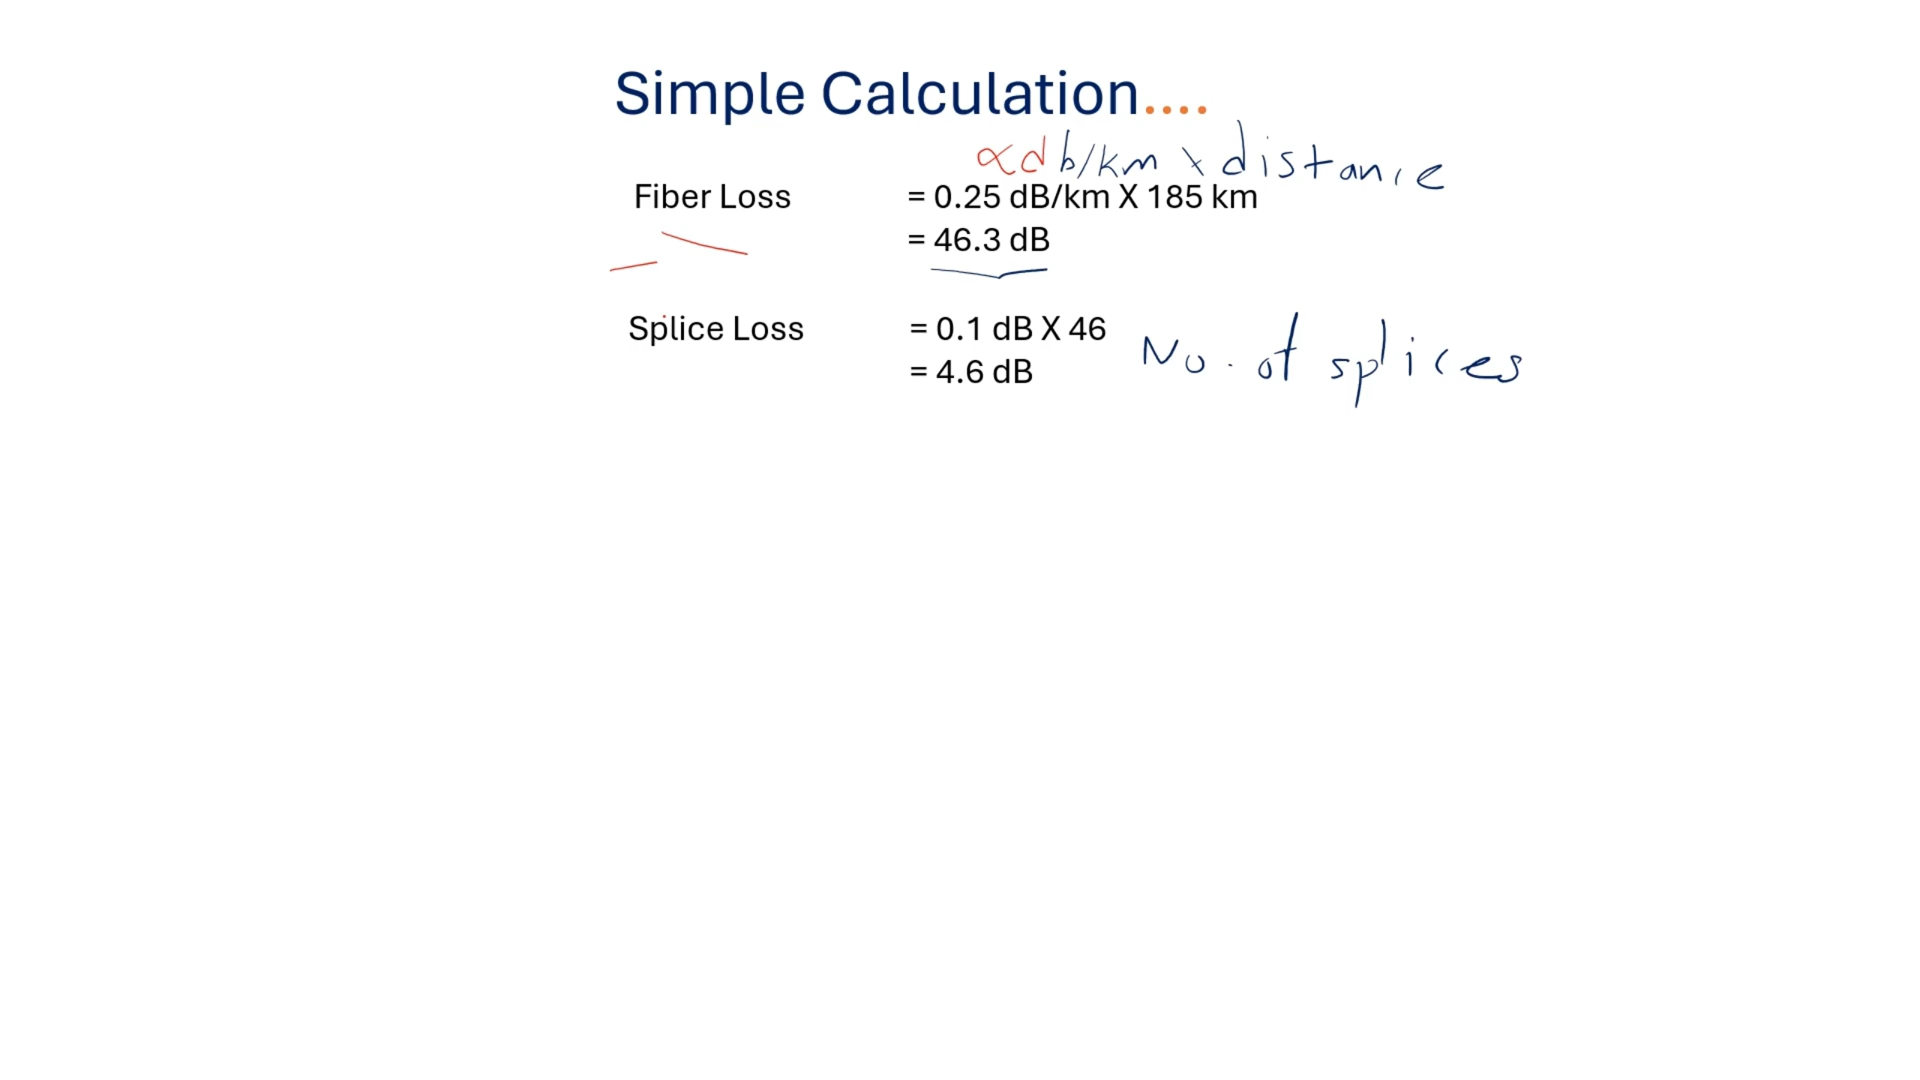 Simple Calculation....
∝db/km x distance
Fiber Loss = 0.25 dB/km X 185 km
= 46.3 dB
Splice Loss = 0.1 dB X 46
= 4.6 dB
No. of splices